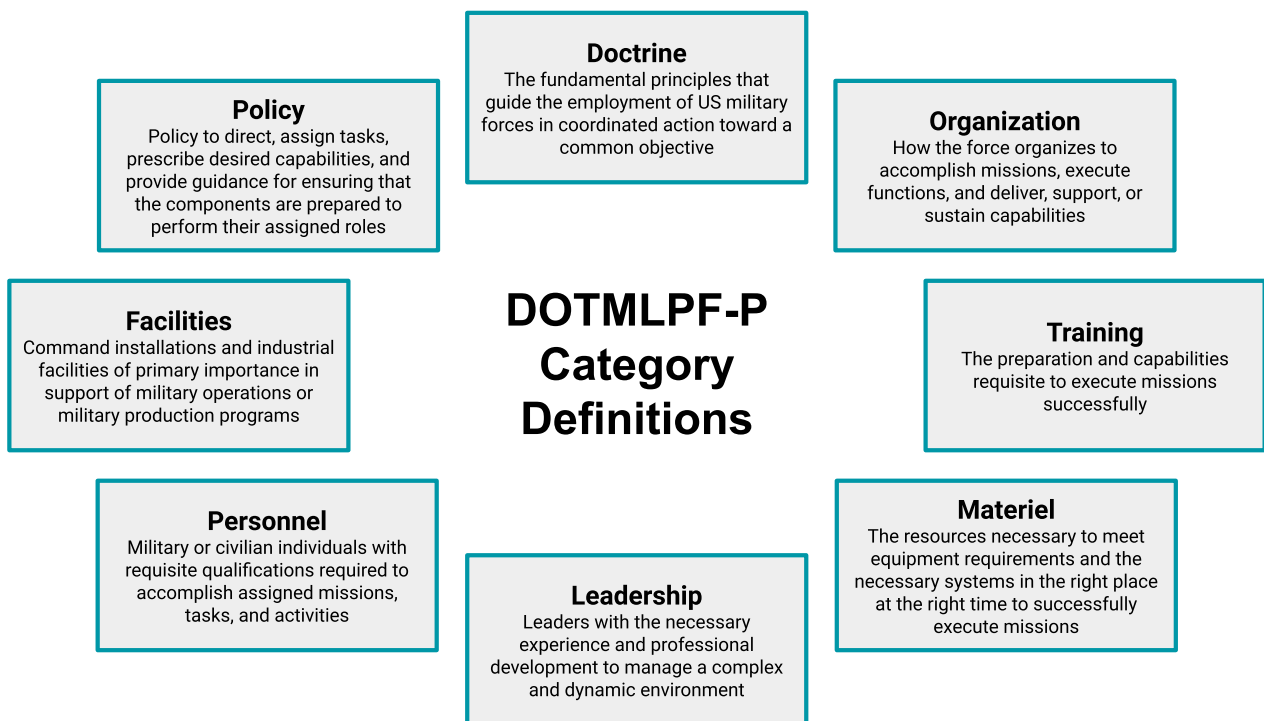 Doctrine
The fundamental principles that
guide the employment of US military
forces in coordinated action toward a
common objective
Policy
Policy to direct, assign tasks,
prescribe desired capabilities, and
provide guidance for ensuring that
the components are prepared to
perform their assigned roles
Organization
How the force organizes to
accomplish missions, execute
functions, and deliver, support, or
sustain capabilities
Facilities
Command installations and industrial
facilities of primary importance in
support of military operations or
military production programs
DOTMLPF-P
Category
Definitions
Training
The preparation and capabilities
requisite to execute missions
successfully
Personnel
Military or civilian individuals with
requisite qualifications required to
accomplish assigned missions,
tasks, and activities
Leadership
Leaders with the necessary
experience and professional
development to manage a complex
and dynamic environment
Materiel
The resources necessary to meet
equipment requirements and the
necessary systems in the right place
at the right time to successfully
execute missions